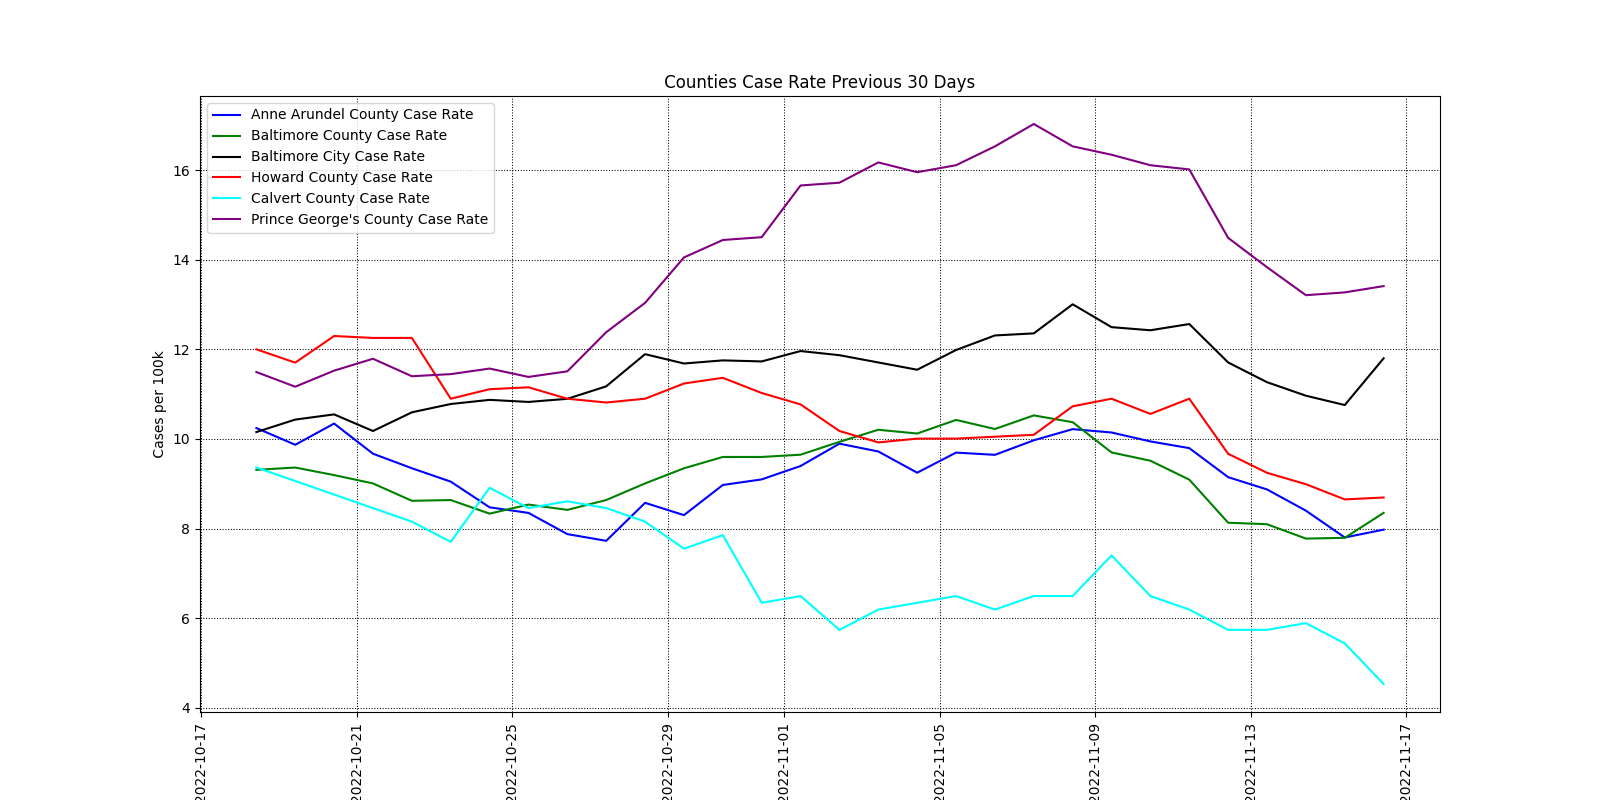 Counties Case Rate Previous 30 Days
Anne Arundel County Case Rate
Baltimore County Case Rate
Baltimore City Case Rate
Howard County Case Rate
Calvert County Case Rate
Prince George's County Case Rate
Cases per 100k
16
14
12
10
8
6
4
2022-10-17
2022-10-21
2022-10-25
2022-10-29
2022-11-01
2022-11-05
2022-11-09
2022-11-13
2022-11-17